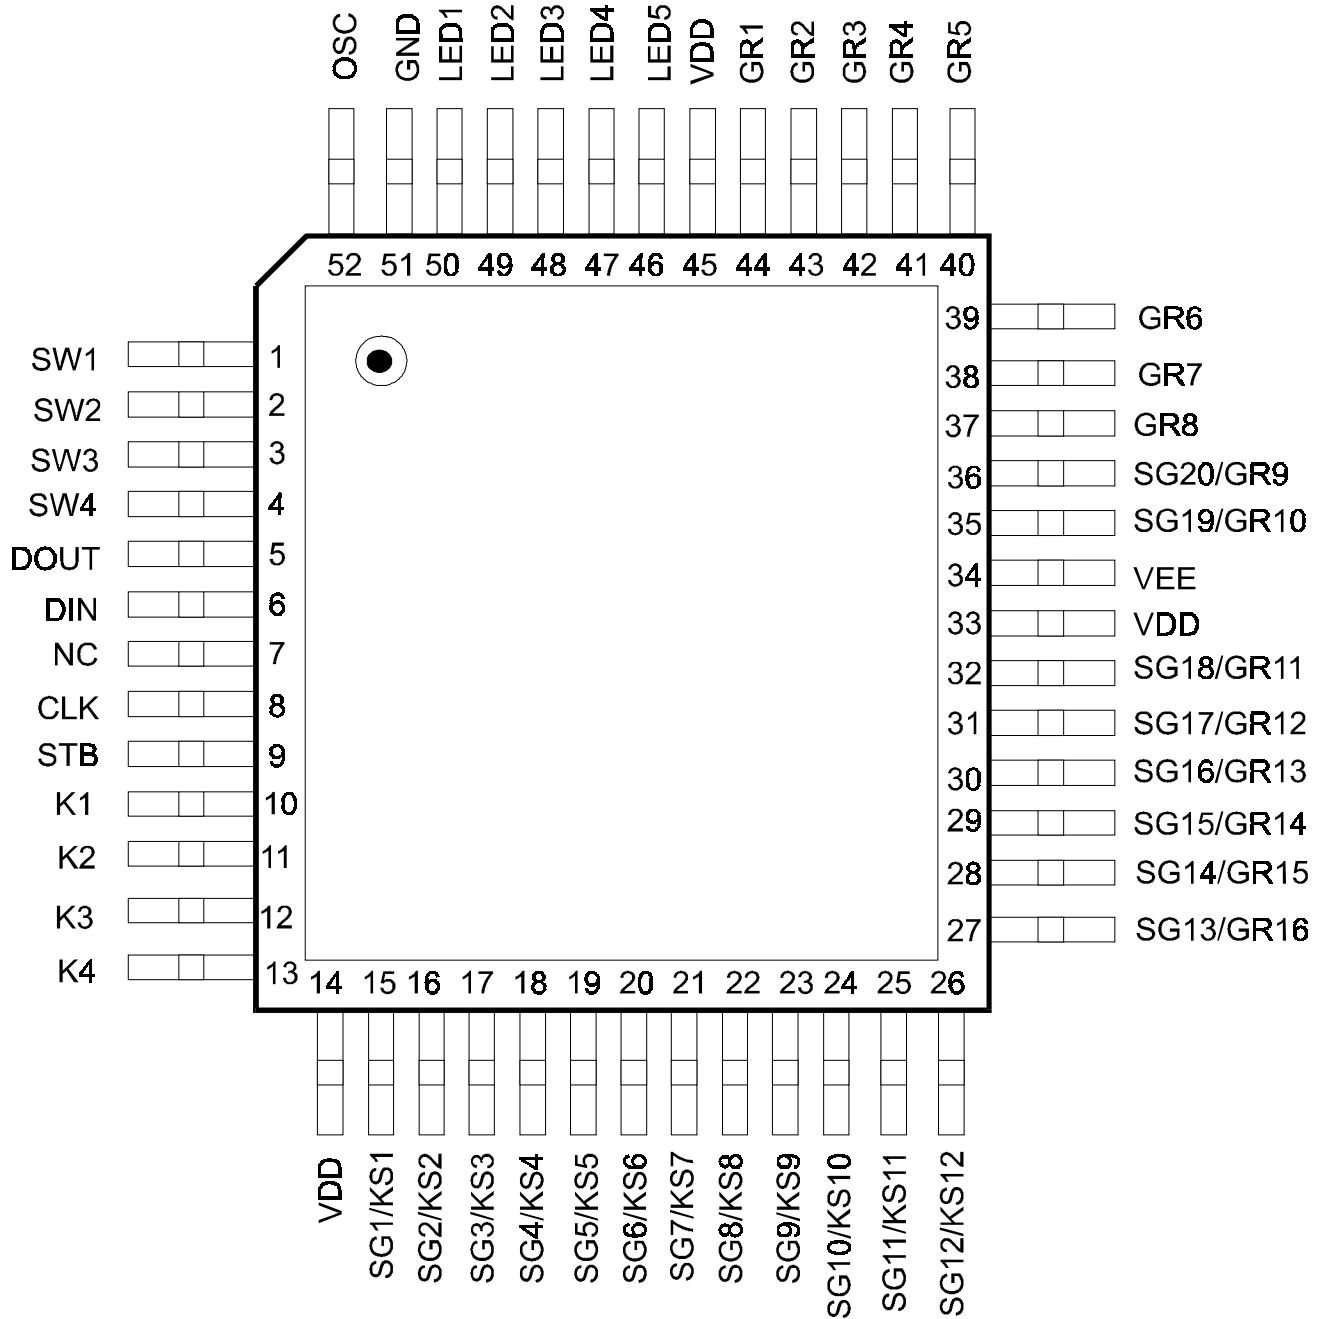 OSC GND LED1 LED2 LED3 LED4 LED5 VDD GR1 GR2 GR3 GR4 GR5
52 51 50 49 48 47 46 45 44 43 42 41 40
39 GR6
SW1 1
38 GR7
SW2 2
37 GR8
SW3 3
36 SG20/GR9
SW4 4
35 SG19/GR10
DOUT 5
34 VEE
DIN 6
33 VDD
NC 7
32 SG18/GR11
CLK 8
31 SG17/GR12
STB 9
30 SG16/GR13
K1 10
29 SG15/GR14
K2 11
28 SG14/GR15
K3 12
27 SG13/GR16
K4 13
14 15 16 17 18 19 20 21 22 23 24 25 26
VDD SG1/KS1 SG2/KS2 SG3/KS3 SG4/KS4 SG5/KS5 SG6/KS6 SG7/KS7 SG8/KS8 SG9/KS9 SG10/KS10 SG11/KS11 SG12/KS12